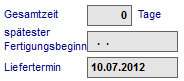 Gesamtzeit 0 Tage
spätester
Fertigungsbeginn . .
Liefertermin 10.07.2012